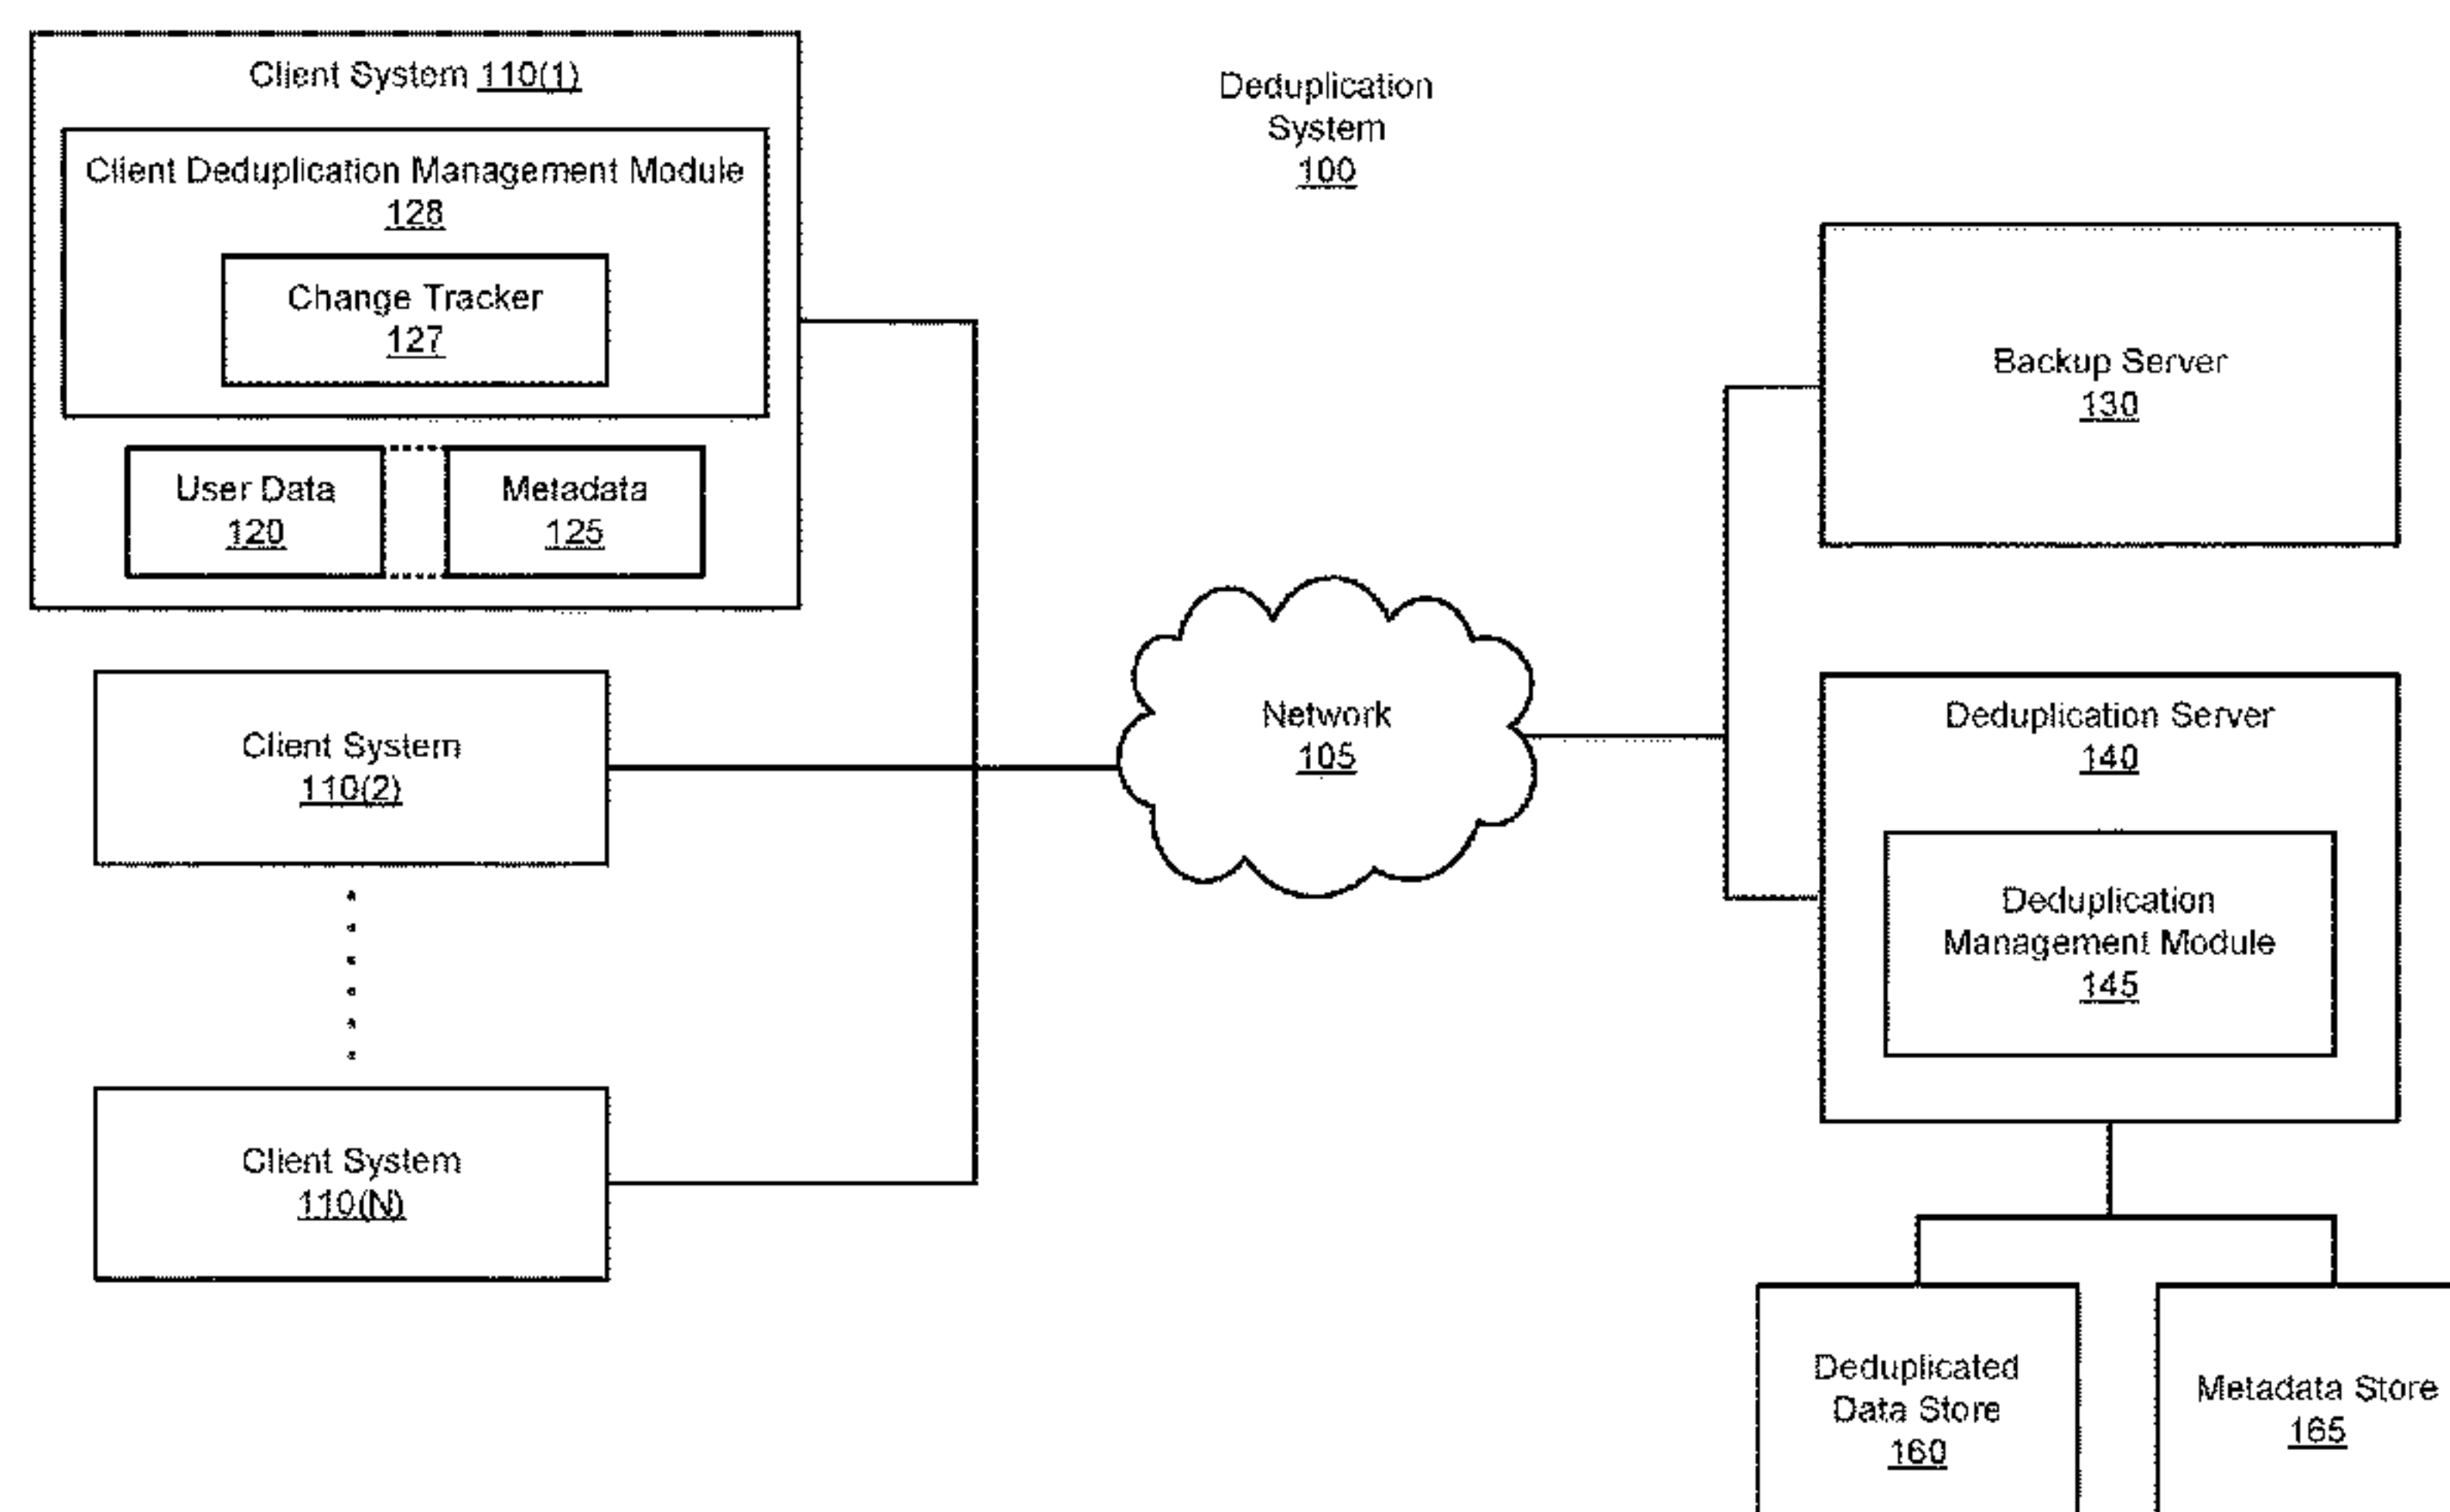 Client System 110(1)
Client Deduplication Management Module
128
Change Tracker
127
User Data
120
Metadata
125
Client System
110(2)
Client System
110(N)
Deduplication
System
100
Network
105
Backup Server
130
Deduplication Server
140
Deduplication
Management Module
145
Deduplicated
Data Store
160
Metadata Store
165